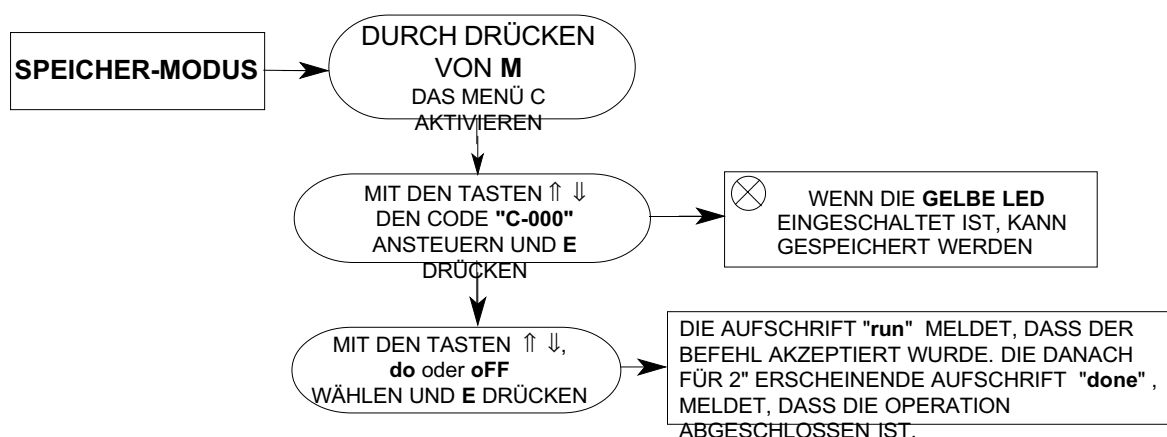 SPEICHER-MODUS
DURCH DRÜCKEN
VON M
DAS MENÜ C
AKTIVIEREN
MIT DEN TASTEN ⇑ ⇓
DEN CODE "C-000"
ANSTEUERN UND E
DRÜCKEN
WENN DIE GELBE LED
EINGESCHALTET IST, KANN
GESPEICHERT WERDEN
MIT DEN TASTEN ⇑ ⇓,
do oder oFF
WÄHLEN UND E DRÜCKEN
DIE AUFSCHRIFT "run" MELDET, DASS DER
BEFEHL AKZEPTIERT WURDE. DIE DANACH
FÜR 2" ERSCHEINENDE AUFSCHRIFT "done" ,
MELDET, DASS DIE OPERATION
ABGESCHLOSSEN IST.